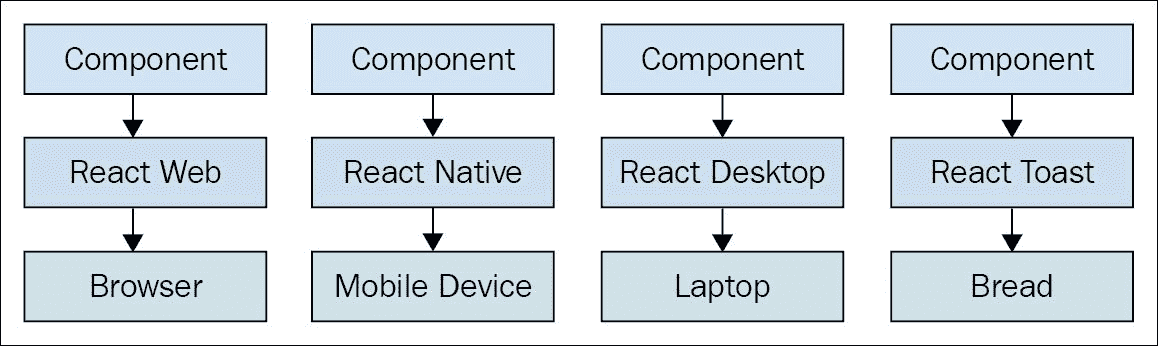 Component
Component
Component
Component
React Web
React Native
React Desktop
React Toast
Browser
Mobile Device
Laptop
Bread